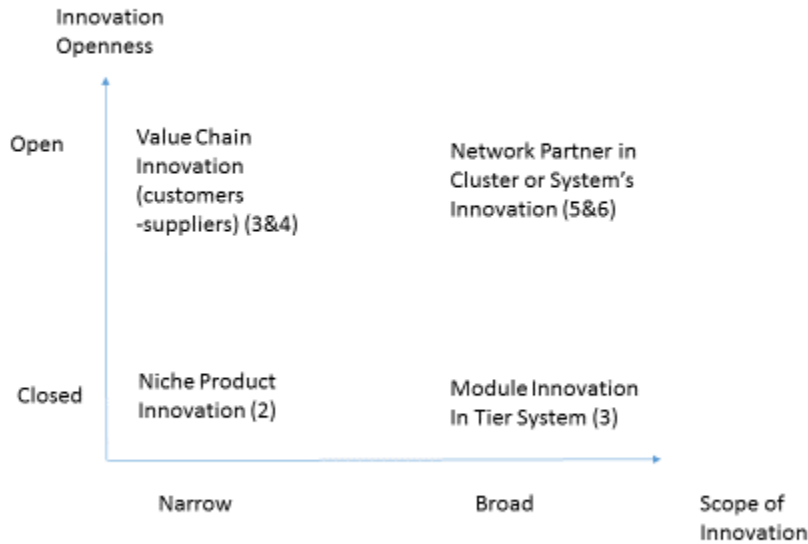 Innovation
Openness
Open
Value Chain
Innovation
(customers
-suppliers) (3&4)
Network Partner in
Cluster or System's
Innovation (5&6)
Closed
Niche Product
Innovation (2)
Module Innovation
In Tier System (3)
Narrow
Broad
Scope of
Innovation